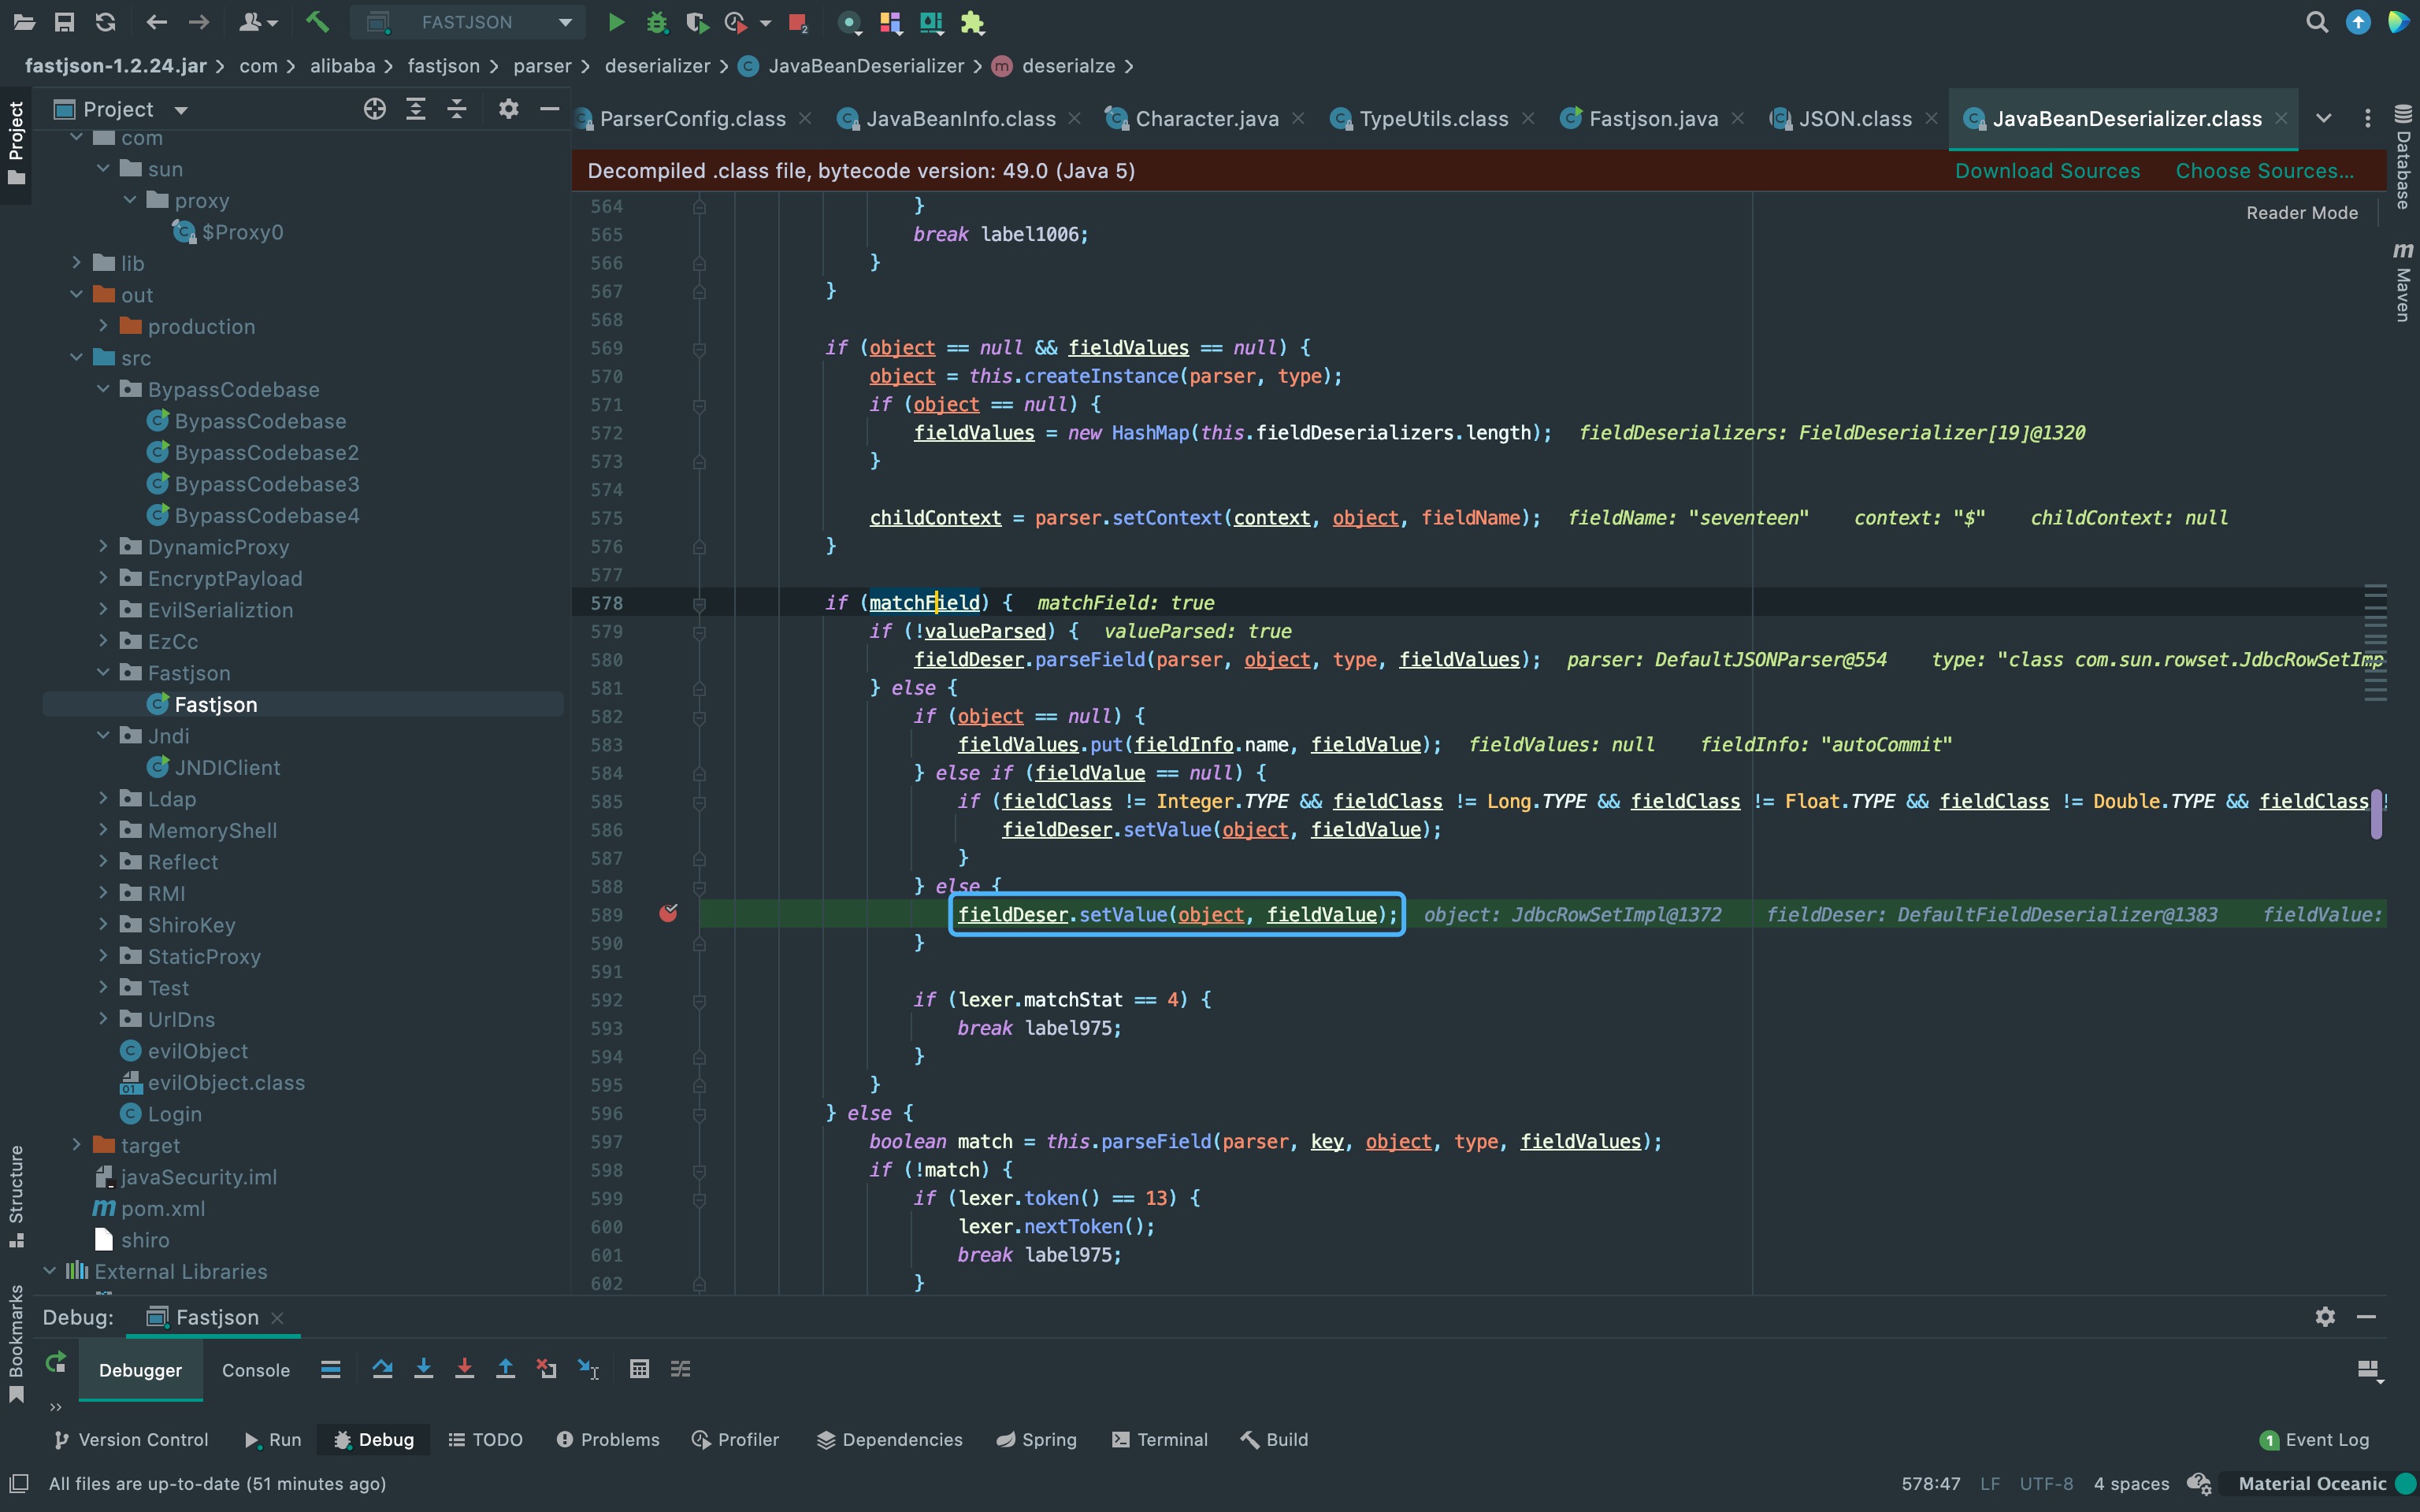 FASTJSON
2
fastjson-1.2.24.jar > com > alibaba > fastjson > parser > deserializer > JavaBeanDeserializer > deserialze >
Project
ParserConfig.class
JavaBeanInfo.class
Character.java
TypeUtils.class
Fastjson.java
JSON.class
JavaBeanDeserializer.class
Decompiled .class file, bytecode version: 49.0 (Java 5)
Download Sources
Choose Sources...
Reader Mode
Project
Structure
Bookmarks
Database
Maven
com
sun
proxy
$Proxy0
lib
out
production
src
BypassCodebase
BypassCodebase
BypassCodebase2
BypassCodebase3
BypassCodebase4
DynamicProxy
EncryptPayload
EvilSerializtion
EzCc
Fastjson
Fastjson
Jndi
JNDIClient
Ldap
MemoryShell
Reflect
RMI
ShiroKey
StaticProxy
Test
UrlDns
evilObject
evilObject.class
Login
target
javaSecurity.iml
pom.xml
shiro
External Libraries
564 }
565 break label1006;
566 }
567 }
568
569 if (object == null && fieldValues == null) {
570 object = this.createInstance(parser, type);
571 if (object == null) {
572 fieldValues = new HashMap(this.fieldDeserializers.length); fieldDeserializers: FieldDeserializer[19]@1320
573 }
574
575 childContext = parser.setContext(context, object, fieldName); fieldName: "seventeen" context: "$" childContext: null
576 }
577
578 if (matchField) { matchField: true
579 if (!valueParsed) { valueParsed: true
580 fieldDeser.parseField(parser, object, type, fieldValues); parser: DefaultJSONParser@554 type: "class com.sun.rowset.JdbcRowSetImp
581 } else {
582 if (object == null) {
583 fieldValues.put(fieldInfo.name, fieldValue); fieldValues: null fieldInfo: "autoCommit"
584 } else if (fieldValue == null) {
585 if (fieldClass != Integer.TYPE && fieldClass != Long.TYPE && fieldClass != Float.TYPE && fieldClass != Double.TYPE && fieldClass !
586 fieldDeser.setValue(object, fieldValue);
587 }
588 } else {
589 fieldDeser.setValue(object, fieldValue); object: JdbcRowSetImpl@1372 fieldDeser: DefaultFieldDeserializer@1383 fieldValue:
590 }
591
592 if (lexer.matchStat == 4) {
593 break label975;
594 }
595 }
596 } else {
597 boolean match = this.parseField(parser, key, object, type, fieldValues);
598 if (!match) {
599 if (lexer.token() == 13) {
600 lexer.nextToken();
601 break label975;
602 }
Debug: Fastjson
Debugger Console
Version Control Run Debug TODO Problems Profiler Dependencies Spring Terminal Build 1 Event Log
All files are up-to-date (51 minutes ago) 578:47 LF UTF-8 4 spaces Material Oceanic